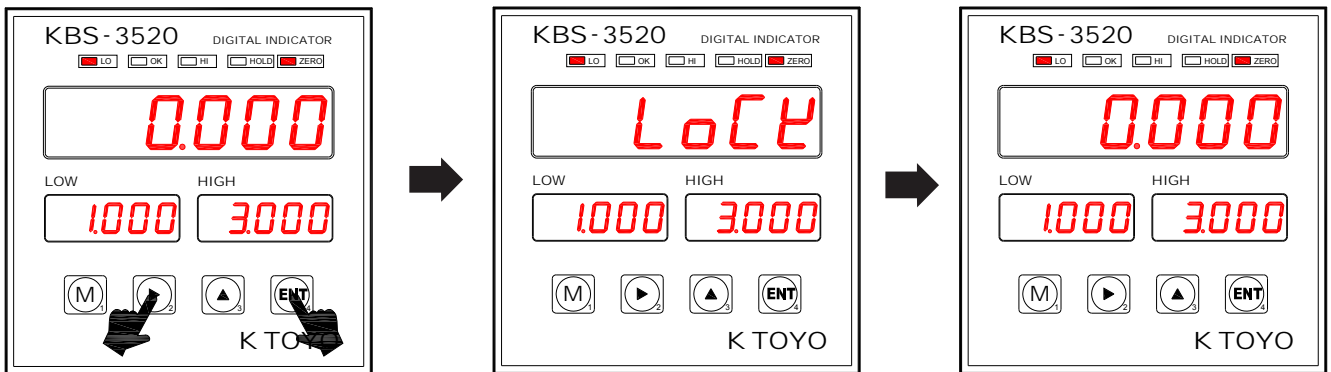 KBS-3520 DIGITAL INDICATOR
LO OK HI HOLD ZERO
0.000
LOW HIGH
1.000 3.000
M 1 2 3 ENT 4
K TOYO
KBS-3520 DIGITAL INDICATOR
LO OK HI HOLD ZERO
LoCK
LOW HIGH
1.000 3.000
M 1 2 3 ENT 4
K TOYO
KBS-3520 DIGITAL INDICATOR
LO OK HI HOLD ZERO
0.000
LOW HIGH
1.000 3.000
M 1 2 3 ENT 4
K TOYO